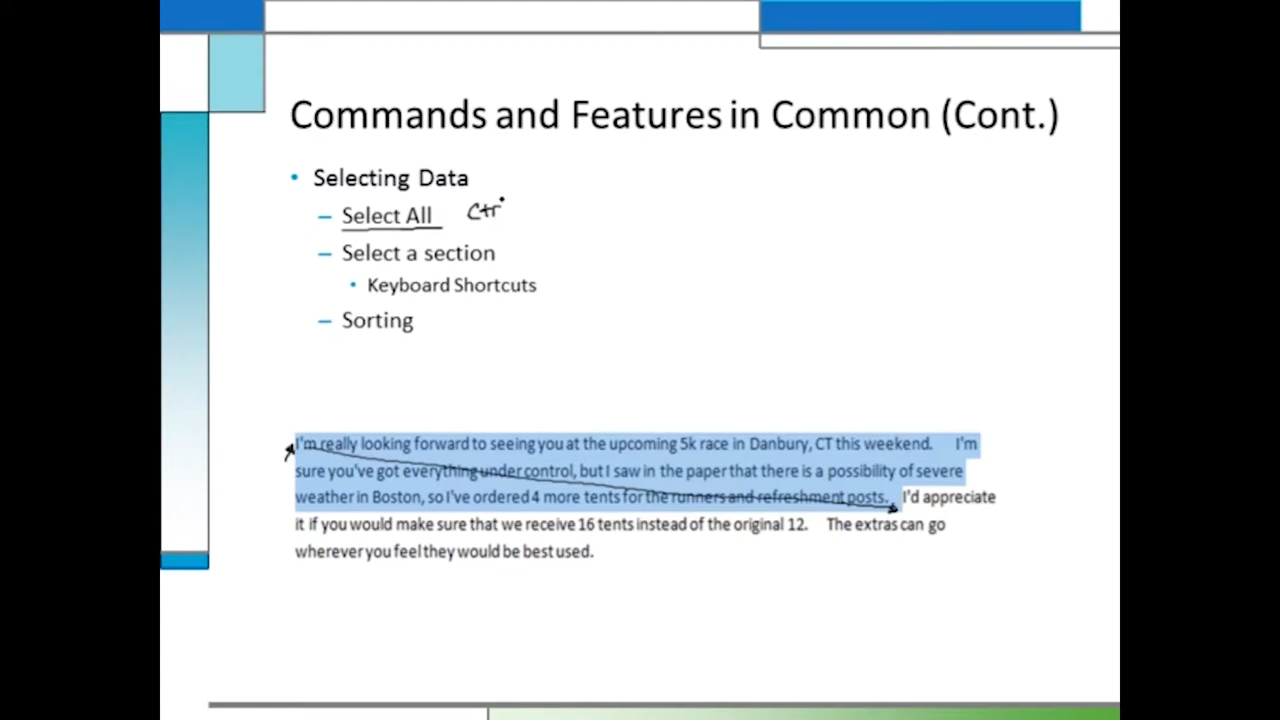 Commands and Features in Common (Cont.)
• Selecting Data
– Select All Ctr
– Select a section
• Keyboard Shortcuts
– Sorting
I'm really looking forward to seeing you at the upcoming 5k race in Danbury, CT this weekend. I'm
sure you've got everything under control, but I saw in the paper that there is a possibility of severe
weather in Boston, so I've ordered 4 more tents for the runners and refreshment posts. I'd appreciate
it if you would make sure that we receive 16 tents instead of the original 12. The extras can go
wherever you feel they would be best used.